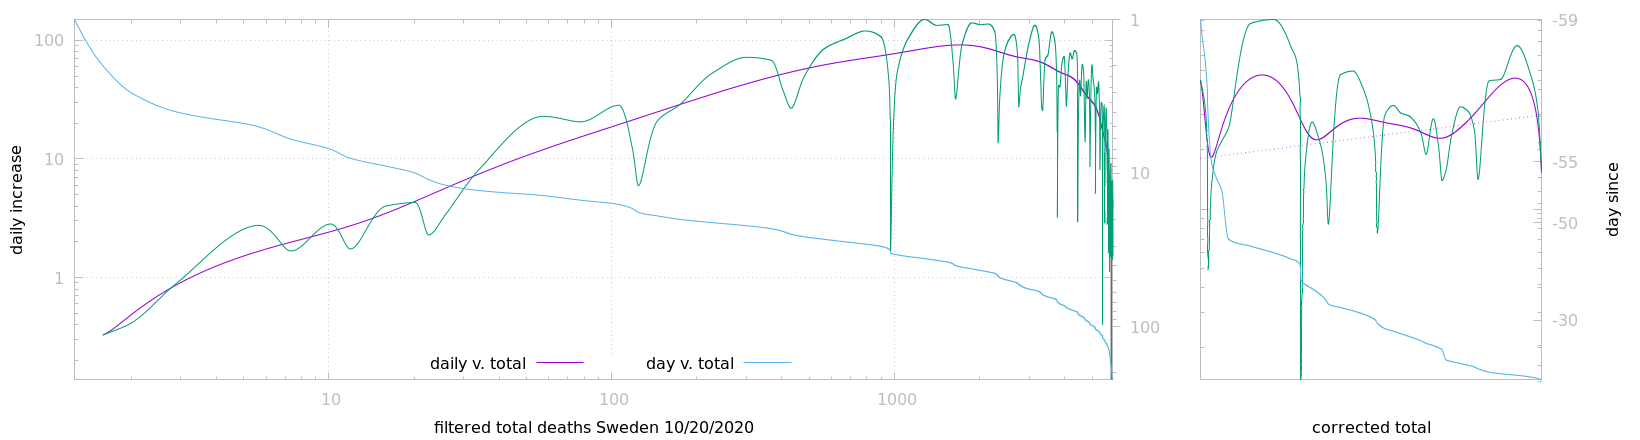 100
10
1
daily increase
10
100
1000
1
10
100
daily v. total
day v. total
filtered total deaths Sweden 10/20/2020
-59
-55
-50
-30
day since
corrected total